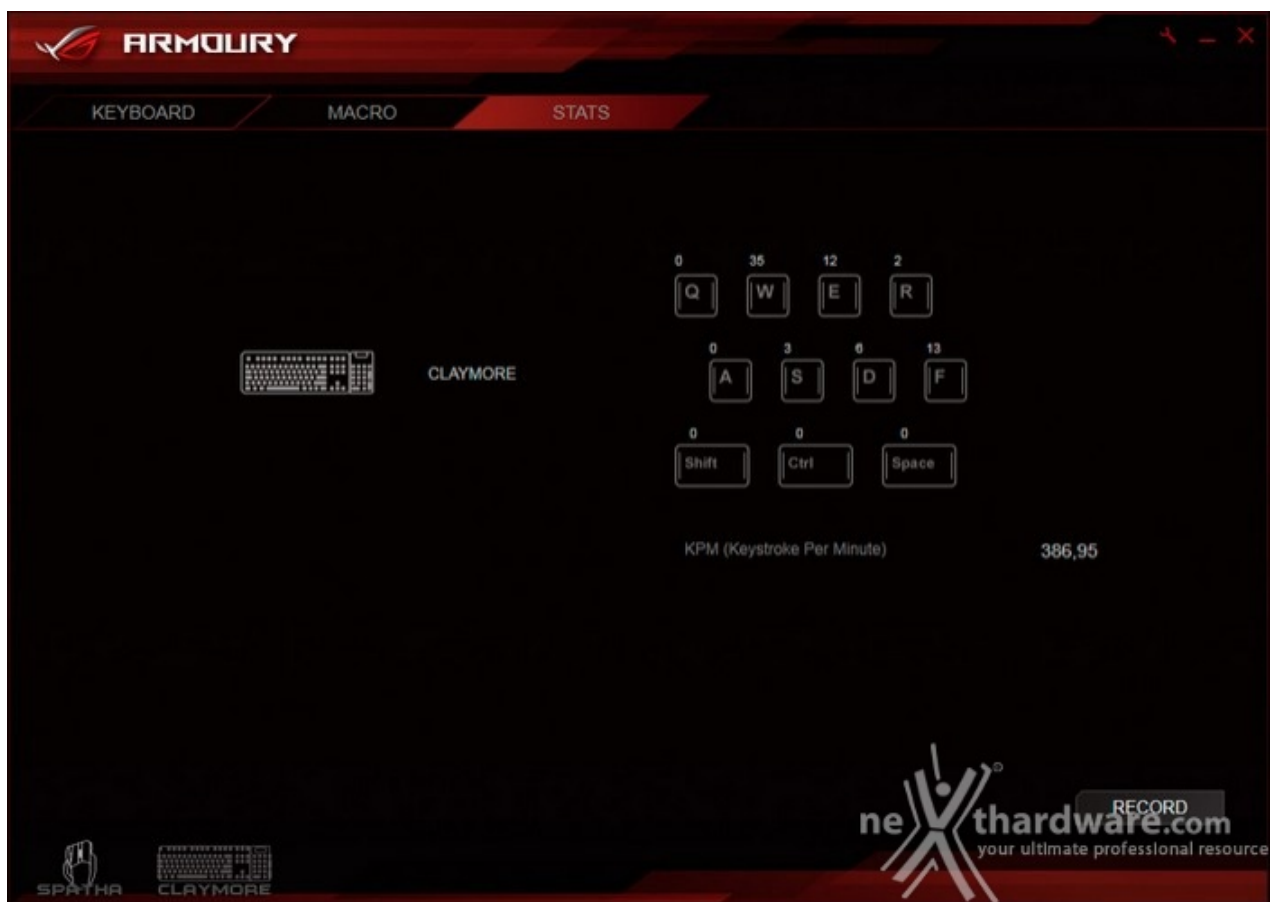 ARMOURY
KEYBOARD MACRO STATS
0 35 12 2
Q W E R
0 3 6 13
A S D F
CLAYMORE
0 0 0
Shift Ctrl Space
KPM (Keystroke Per Minute) 386,95
RECORD
nexthardware.com
your ultimate professional resource
SPATHA CLAYMORE